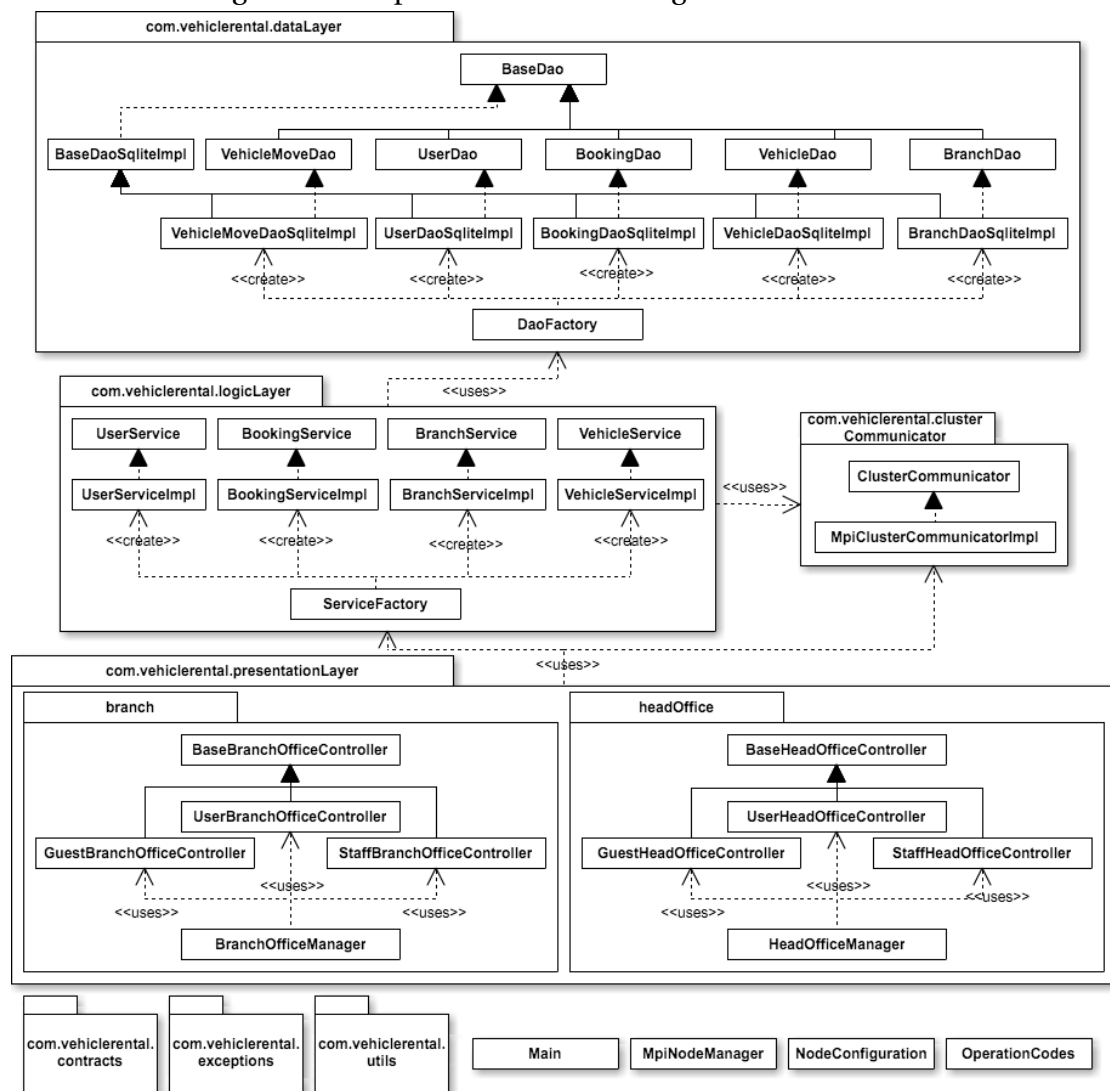 com.vehiclerental.dataLayer
BaseDao
BaseDaoSqliteImpl
VehicleMoveDao
UserDao
BookingDao
VehicleDao
BranchDao
VehicleMoveDaoSqliteImpl
UserDaoSqliteImpl
BookingDaoSqliteImpl
VehicleDaoSqliteImpl
BranchDaoSqliteImpl
<<create>>
<<create>>
<<create>>
<<create>>
<<create>>
DaoFactory
<<uses>>
com.vehiclerental.logicLayer
UserService
BookingService
BranchService
VehicleService
UserServiceImpl
BookingServiceImpl
BranchServiceImpl
VehicleServiceImpl
<<create>>
<<create>>
<<create>>
<<create>>
ServiceFactory
<<uses>>
com.vehiclerental.cluster
Communicator
ClusterCommunicator
MpiClusterCommunicatorImpl
<<uses>>
com.vehiclerental.presentationLayer
branch
BaseBranchOfficeController
UserBranchOfficeController
GuestBranchOfficeController
StaffBranchOfficeController
<<uses>>
<<uses>>
<<uses>>
BranchOfficeManager
headOffice
BaseHeadOfficeController
UserHeadOfficeController
GuestHeadOfficeController
StaffHeadOfficeController
<<uses>>
<<uses>>
<<uses>>
HeadOfficeManager
com.vehiclerental.
contracts
com.vehiclerental.
exceptions
com.vehiclerental.
utils
Main
MpiNodeManager
NodeConfiguration
OperationCodes